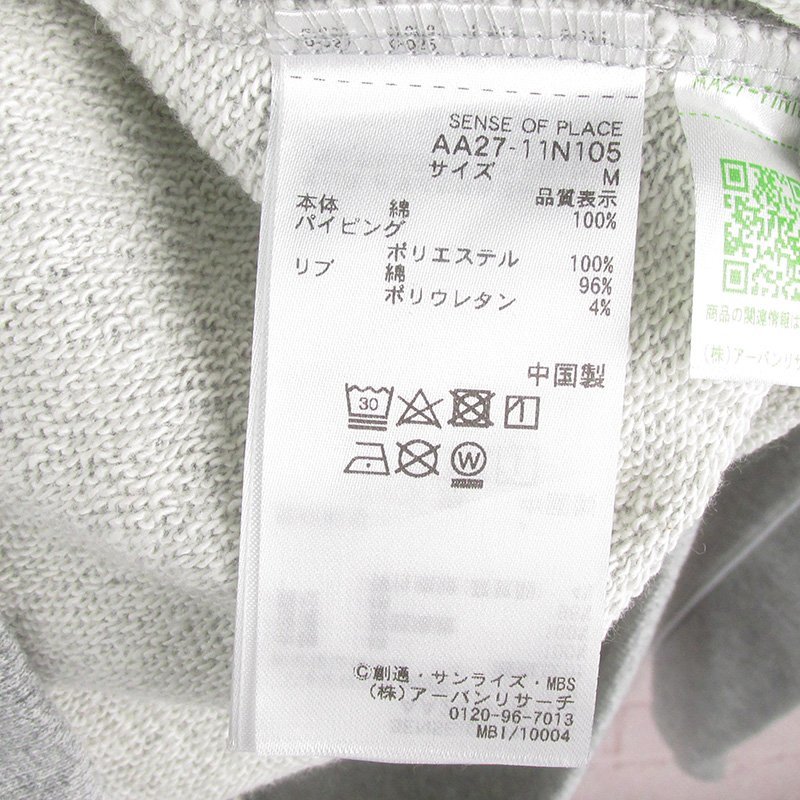 SENSE OF PLACE
AA27-11N105
サイズ M
品質表示
本体 綿 100%
パイピング
ポリエステル 100%
リブ 綿 96%
ポリウレタン 4%
中国製
30
W
©創通・サンライズ・MBS
(株)アーバンリサーチ
0120-96-7013
MBI/10004
商品の関連情報は
(株)アーバンリサ